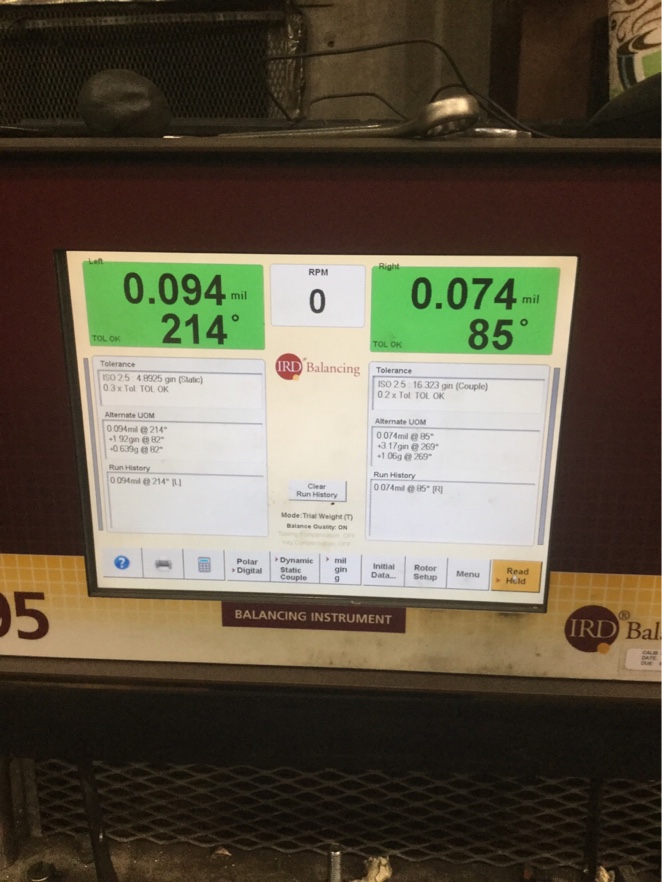 Left
0.094 mil
214°
TOL OK
RPM
0
Right
0.074 mil
85°
TOL OK
IRD® Balancing
Tolerance
ISO 2.5 : 4.8925 gin (Static)
0.3 x Tol: TOL OK
Alternate UOM
0.094mil @ 214°
+1.92gin @ 82°
+0.639g @ 82°
Run History
0.094mil @ 214° [L]
Tolerance
ISO 2.5 : 16.323 gin (Couple)
0.2 x Tol: TOL OK
Alternate UOM
0.074mil @ 85°
+3.17gin @ 269°
+1.06g @ 269°
Run History
0.074mil @ 85° [R]
Clear
Run History
Mode:Trial Weight (T)
Balance Quality: ON
?
Polar
> Digital
> Dynamic
Static
Couple
> mil
gin
g
Initial
Data...
Rotor
Setup
Menu
Read
> Hold
95
BALANCING INSTRUMENT
IRD® Bal
CALIB
DATE
DUE